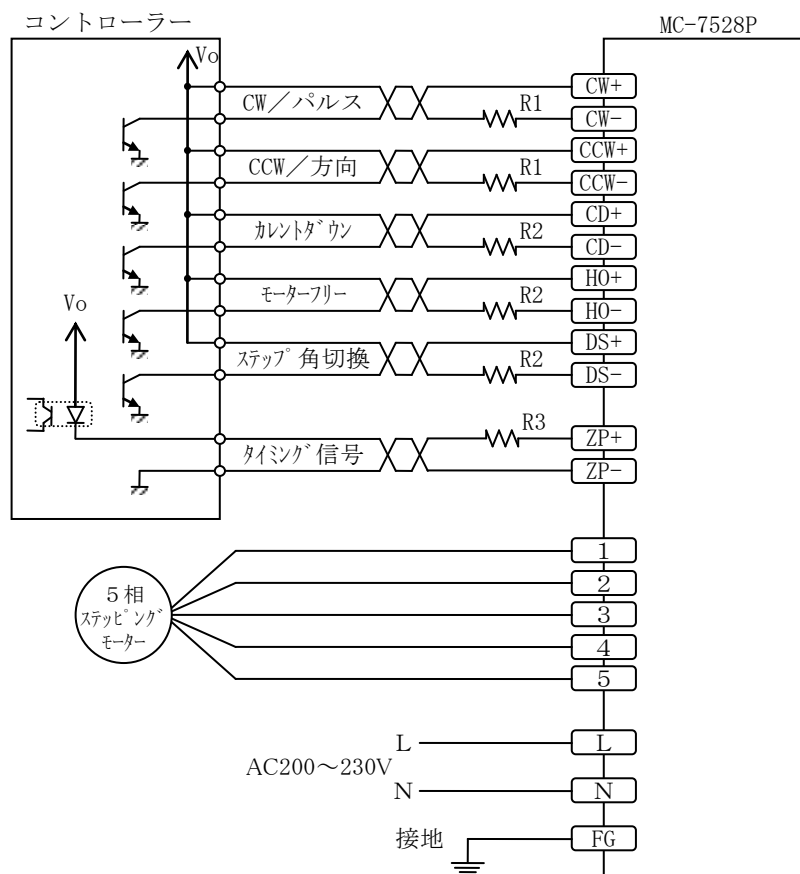 コントローラー
MC-7528P
Vo
CW+
CW／パルス
R1
CW-
CCW+
CCW／方向
R1
CCW-
CD+
ｶﾚﾝﾄﾀﾞｳﾝ
R2
CD-
HO+
ﾓｰﾀｰﾌﾘｰ
R2
HO-
Vo
DS+
ｽﾃｯﾌﾟ角切換
R2
DS-
R3
ZP+
ﾀｲﾐﾝｸﾞ信号
ZP-
1
2
3
4
5
５相
ｽﾃｯﾋﾟﾝｸﾞ
ﾓｰﾀｰ
L
L
AC200～230V
N
N
接地
FG